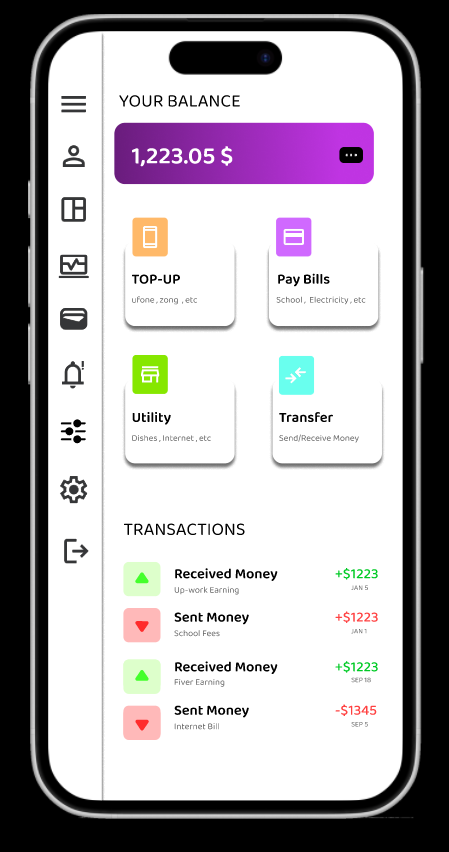 YOUR BALANCE
1,223.05 $
TOP-UP
ufone , zong , etc
Pay Bills
School , Electricity , etc
Utility
Dishes , Internet , etc
Transfer
Send/Receive Money
TRANSACTIONS
Received Money +$1223
Up-work Earning JAN 5
Sent Money +$1223
School Fees JAN 1
Received Money +$1223
Fiver Earning SEP 18
Sent Money -$1345
Internet Bill SEP 5